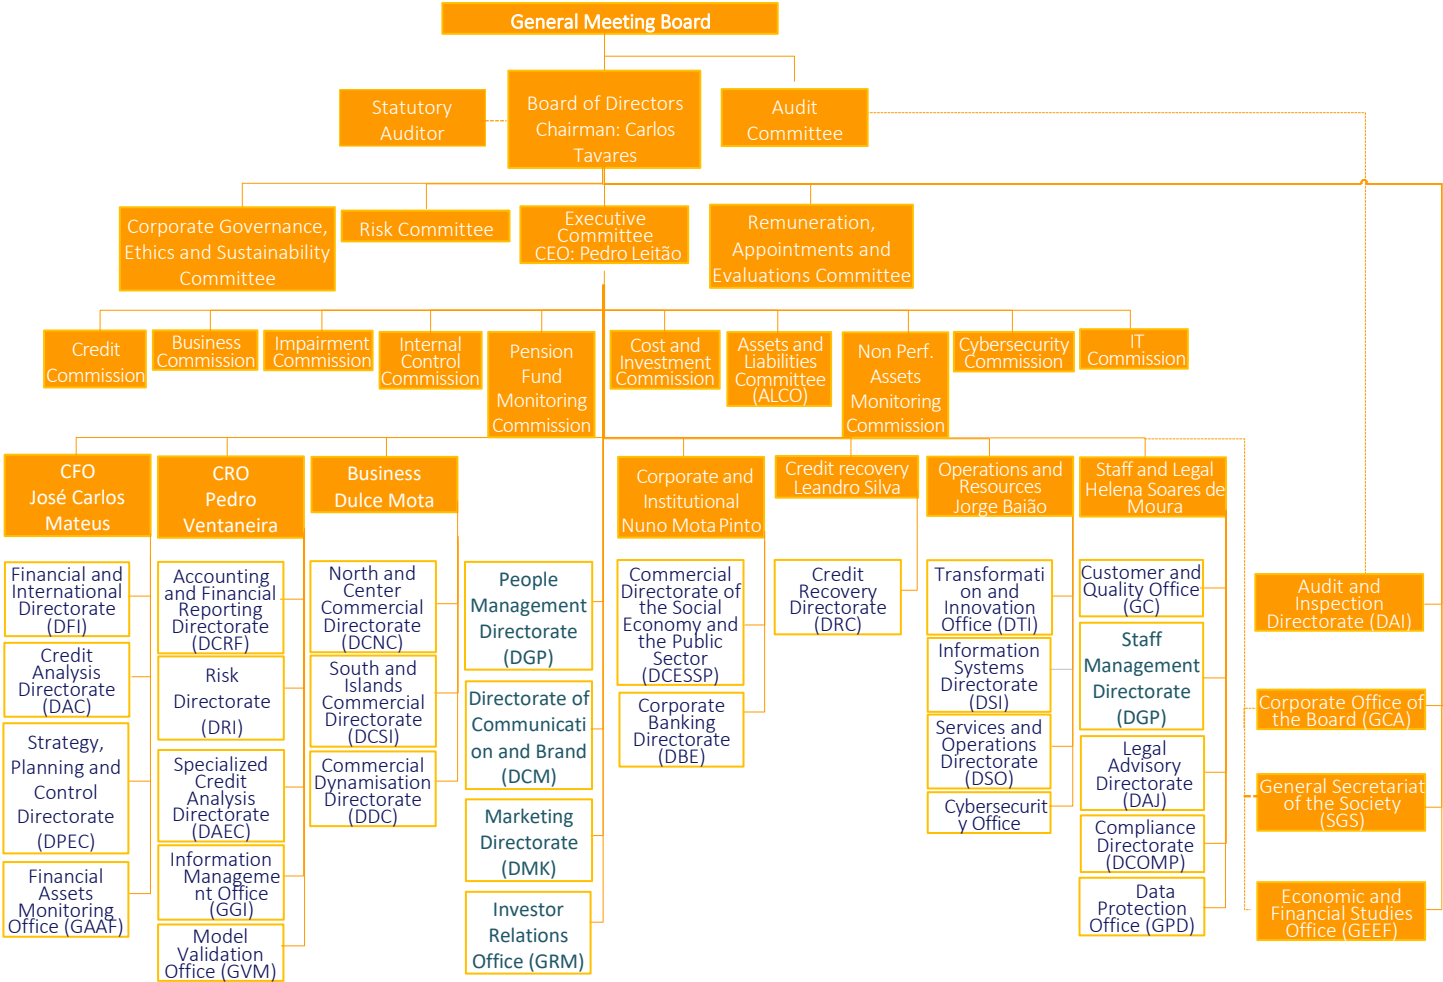 General Meeting Board
Statutory
Auditor
Board of Directors
Chairman: Carlos
Tavares
Audit
Committee
Corporate Governance,
Ethics and Sustainability
Committee
Risk Committee
Executive
Committee
CEO: Pedro Leitão
Remuneration,
Appointments and
Evaluations Committee
Credit
Commission
Business
Commission
Impairment
Commission
Internal
Control
Commission
Pension
Fund
Monitoring
Commission
Cost and
Investment
Commission
Assets and
Liabilities
Committee
(ALCO)
Non Perf.
Assets
Monitoring
Commission
Cybersecurity
Commission
IT
Commission
CFO
José Carlos
Mateus
CRO
Pedro
Ventaneira
Business
Dulce Mota
Corporate and
Institutional
Nuno Mota Pinto
Credit recovery
Leandro Silva
Operations and
Resources
Jorge Baião
Staff and Legal
Helena Soares de
Moura
Financial and
International
Directorate
(DFI)
Credit
Analysis
Directorate
(DAC)
Strategy,
Planning and
Control
Directorate
(DPEC)
Financial
Assets
Monitoring
Office (GAAF)
Accounting
and Financial
Reporting
Directorate
(DCRF)
Risk
Directorate
(DRI)
Specialized
Credit
Analysis
Directorate
(DAEC)
Information
Manageme
nt Office
(GGI)
Model
Validation
Office (GVM)
North and
Center
Commercial
Directorate
(DCNC)
South and
Islands
Commercial
Directorate
(DCSI)
Commercial
Dynamisation
Directorate
(DDC)
People
Management
Directorate
(DGP)
Directorate of
Communicati
on and Brand
(DCM)
Marketing
Directorate
(DMK)
Investor
Relations
Office (GRM)
Commercial
Directorate of
the Social
Economy and
the Public
Sector
(DCESSP)
Corporate
Banking
Directorate
(DBE)
Credit
Recovery
Directorate
(DRC)
Transformati
on and
Innovation
Office (DTI)
Information
Systems
Directorate
(DSI)
Services and
Operations
Directorate
(DSO)
Cybersecurit
y Office
Customer and
Quality Office
(GC)
Staff
Management
Directorate
(DGP)
Legal
Advisory
Directorate
(DAJ)
Compliance
Directorate
(DCOMP)
Data
Protection
Office (GPD)
Audit and
Inspection
Directorate (DAI)
Corporate Office of
the Board (GCA)
General Secretariat
of the Society
(SGS)
Economic and
Financial Studies
Office (GEEF)